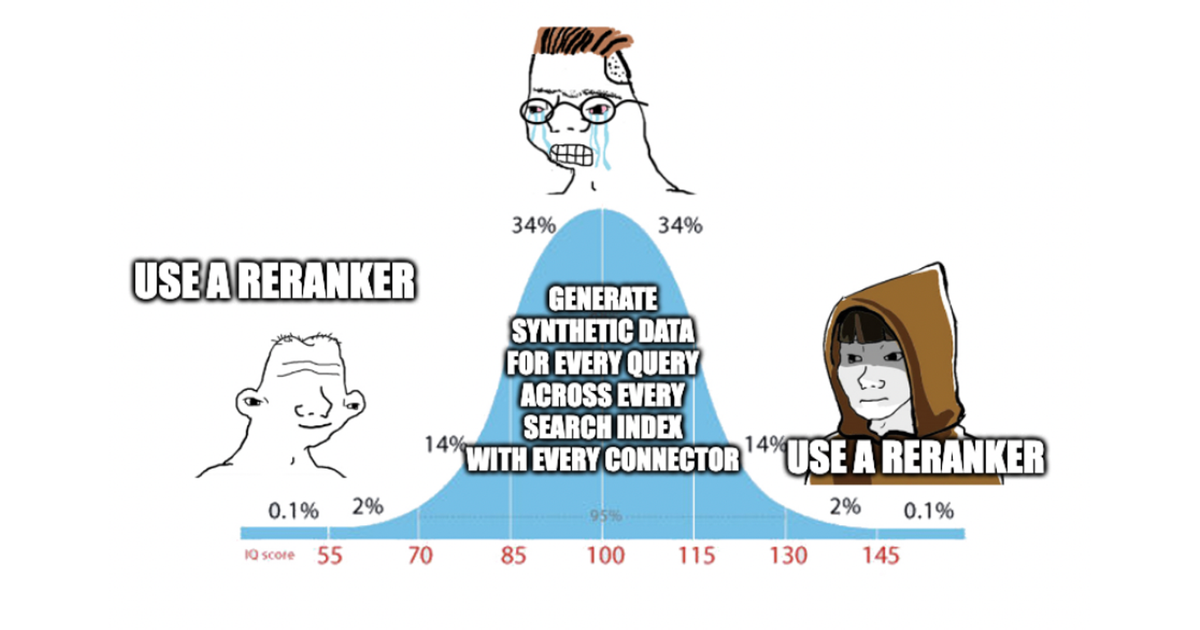 34%
34%
USE A RERANKER
GENERATE
SYNTHETIC DATA
FOR EVERY QUERY
ACROSS EVERY
SEARCH INDEX
WITH EVERY CONNECTOR
14%
14%
USE A RERANKER
0.1%
2%
95%
2%
0.1%
IQ score
55
70
85
100
115
130
145